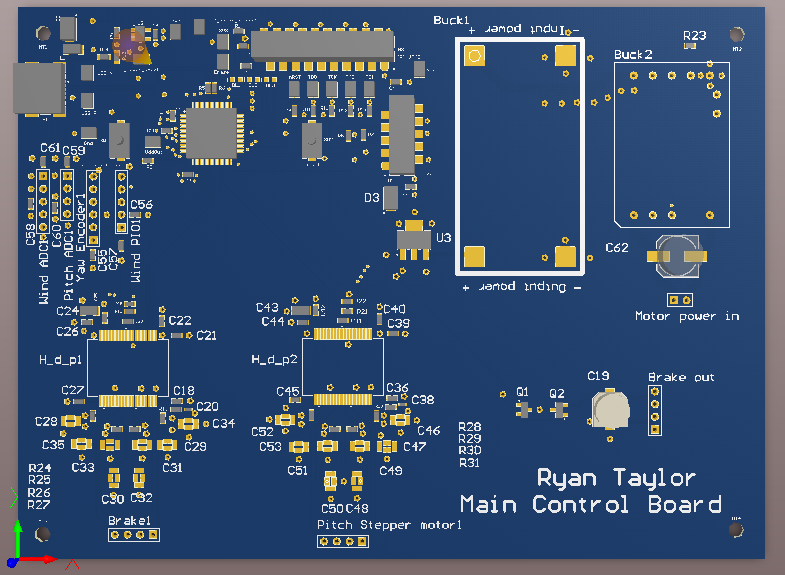 Buck1
+ Input power -
R23
Buck2
MT2
C61
C59
D3
U3
C56
C58
C60
C55
C57
Wind ADC1
Pitch ADC1
Yaw Encoder1
Wind PIO1
+ Output power -
C62
Motor power in
C24
C26
C22
C21
H_d_p1
C43
C44
C40
C39
H_d_p2
C27
C18
C20
C28
C34
C35
C29
C33
C31
C30
C32
C45
C36
C38
C52
C46
C53
C47
C51
C49
C50
C48
Q1
Q2
C19
Brake out
R28
R29
R30
R31
R24
R25
R26
R27
Ryan Taylor
Main Control Board
Brake1
Pitch Stepper motor1